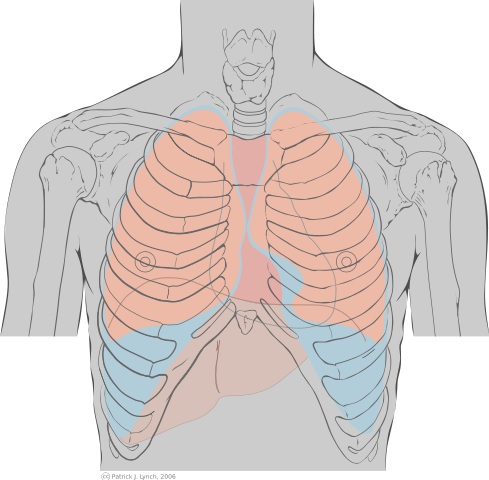 (cc) Patrick J. Lynch, 2006